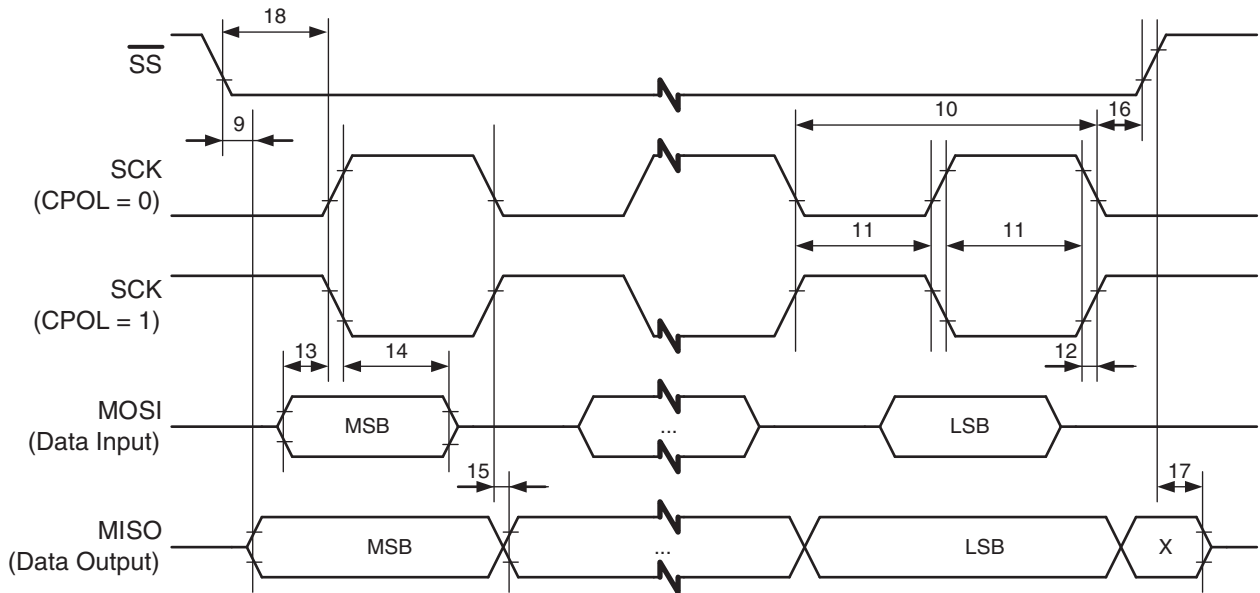 18
SS
9
10
16
SCK
(CPOL = 0)
11
11
SCK
(CPOL = 1)
13
14
12
MOSI
(Data Input)
MSB
...
LSB
15
17
MISO
(Data Output)
MSB
...
LSB
X